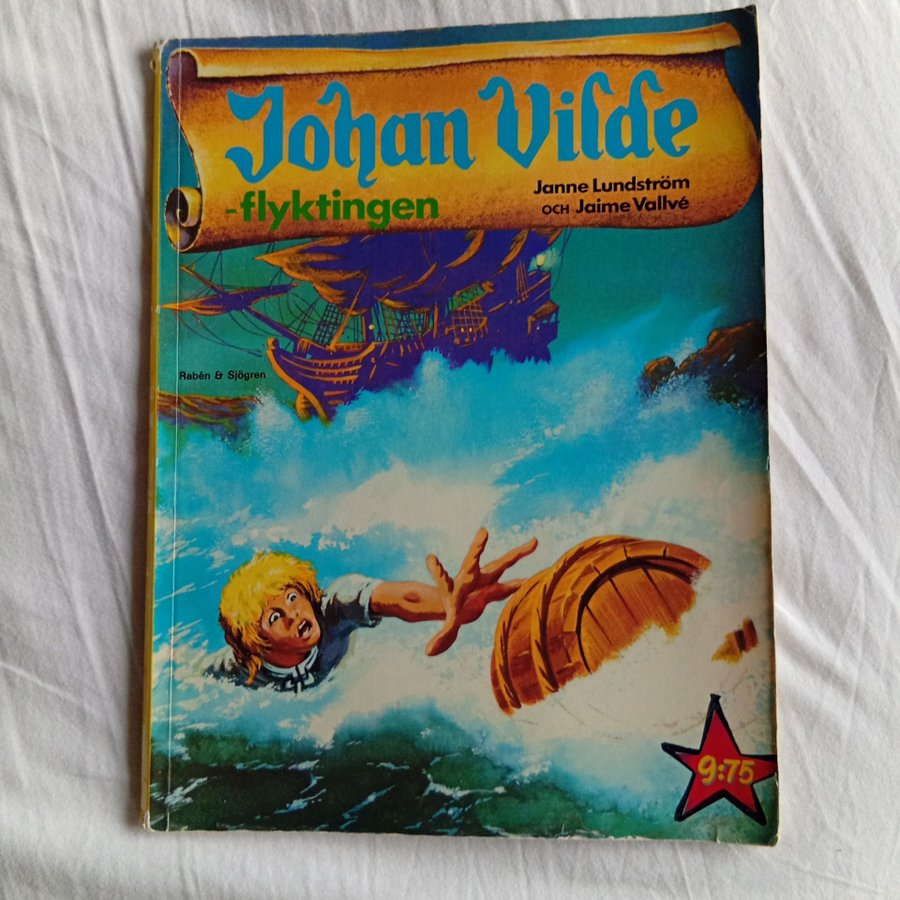 Johan Vilde
-flyktingen
Janne Lundström
OCH Jaime Vallvé
Rabén & Sjögren
9:75